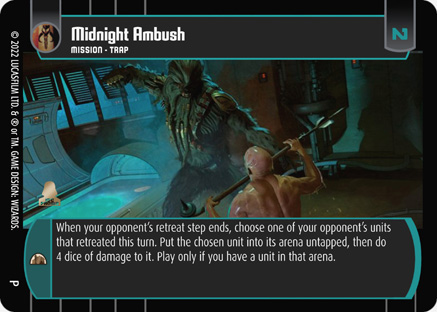 Midnight Ambush
MISSION - TRAP
N
© 2022 LUCASFILM LTD. & ® or TM. GAME DESIGN: WIZARDS.
P
When your opponent's retreat step ends, choose one of your opponent's units
that retreated this turn. Put the chosen unit into its arena untapped, then do
4 dice of damage to it. Play only if you have a unit in that arena.